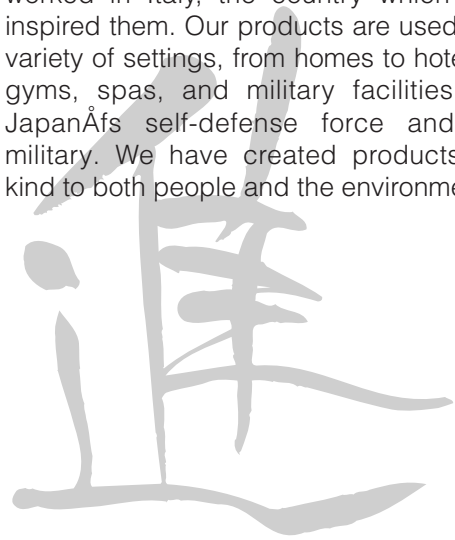 worked in Italy, the country which
inspired them. Our products are used
variety of settings, from homes to hote
gyms, spas, and military facilities
JapanÅfs self-defense force and
military. We have created products
kind to both people and the environme
進